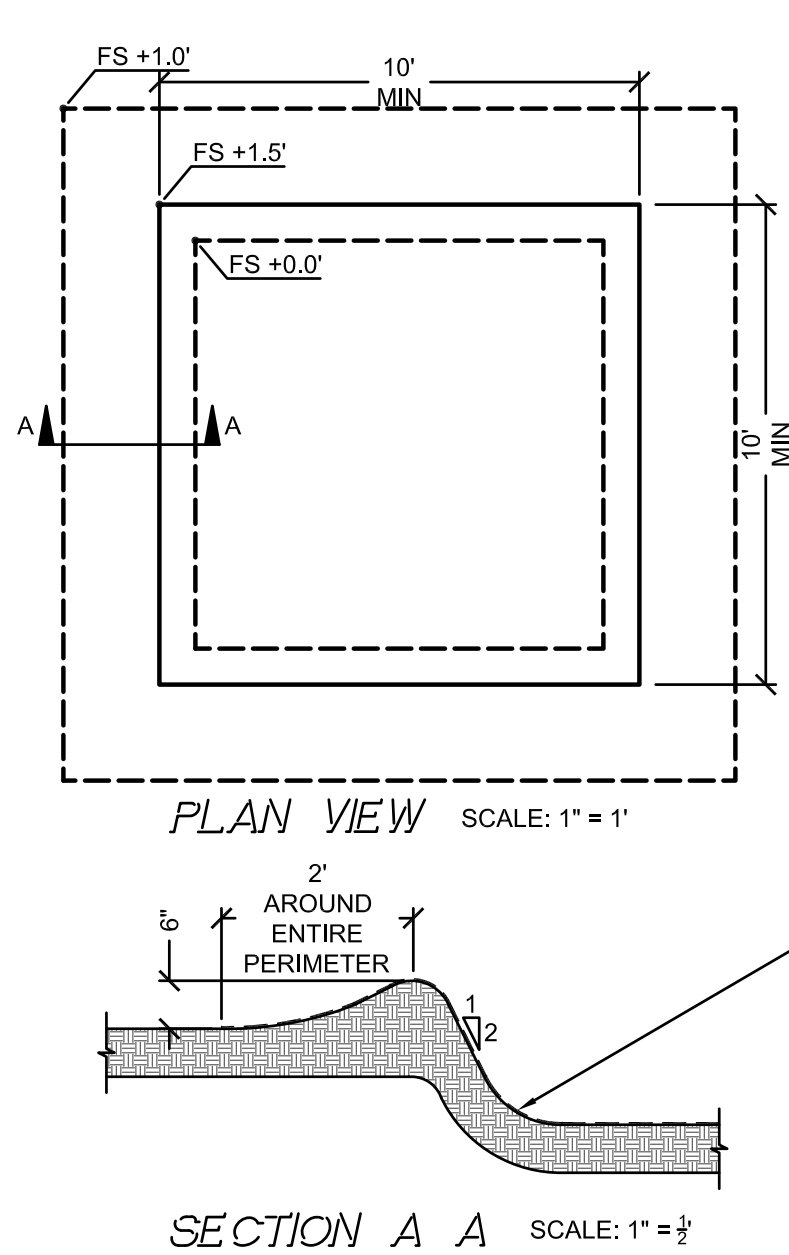 FS +1.0'
10'
MIN
FS +1.5'
FS +0.0'
A
A
10'
MIN
PLAN VIEW SCALE: 1" = 1'
2'
AROUND
ENTIRE
PERIMETER
6"
1
2
SECTION A A SCALE: 1" = ½'